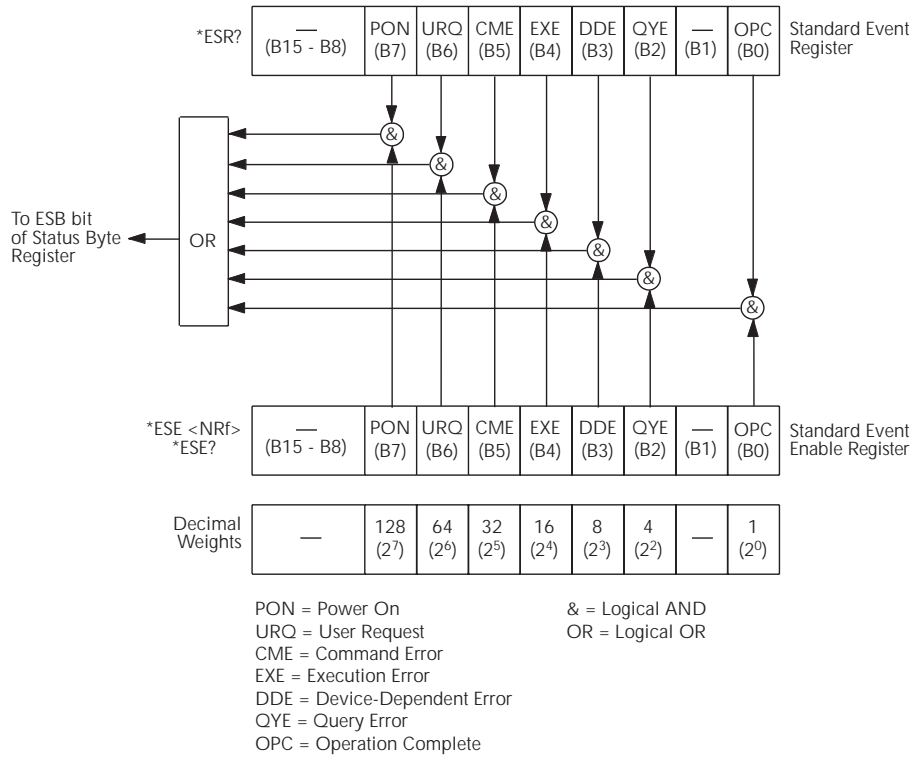 *ESR?
— PON URQ CME EXE DDE QYE — OPC
(B15 - B8) (B7) (B6) (B5) (B4) (B3) (B2) (B1) (B0)
Standard Event
Register
&
&
&
&
&
&
&
To ESB bit
of Status Byte
Register
OR
*ESE <NRf>
*ESE?
— PON URQ CME EXE DDE QYE — OPC
(B15 - B8) (B7) (B6) (B5) (B4) (B3) (B2) (B1) (B0)
Standard Event
Enable Register
Decimal
Weights
— 128 64 32 16 8 4 — 1
(2⁷) (2⁶) (2⁵) (2⁴) (2³) (2²) (2⁰)
PON = Power On
URQ = User Request
CME = Command Error
EXE = Execution Error
DDE = Device-Dependent Error
QYE = Query Error
OPC = Operation Complete
& = Logical AND
OR = Logical OR